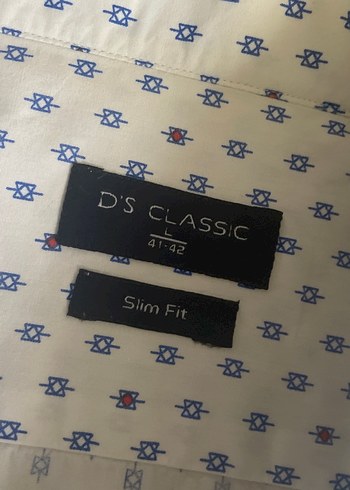 D'S CLASSIC
L
41-42
Slim Fit